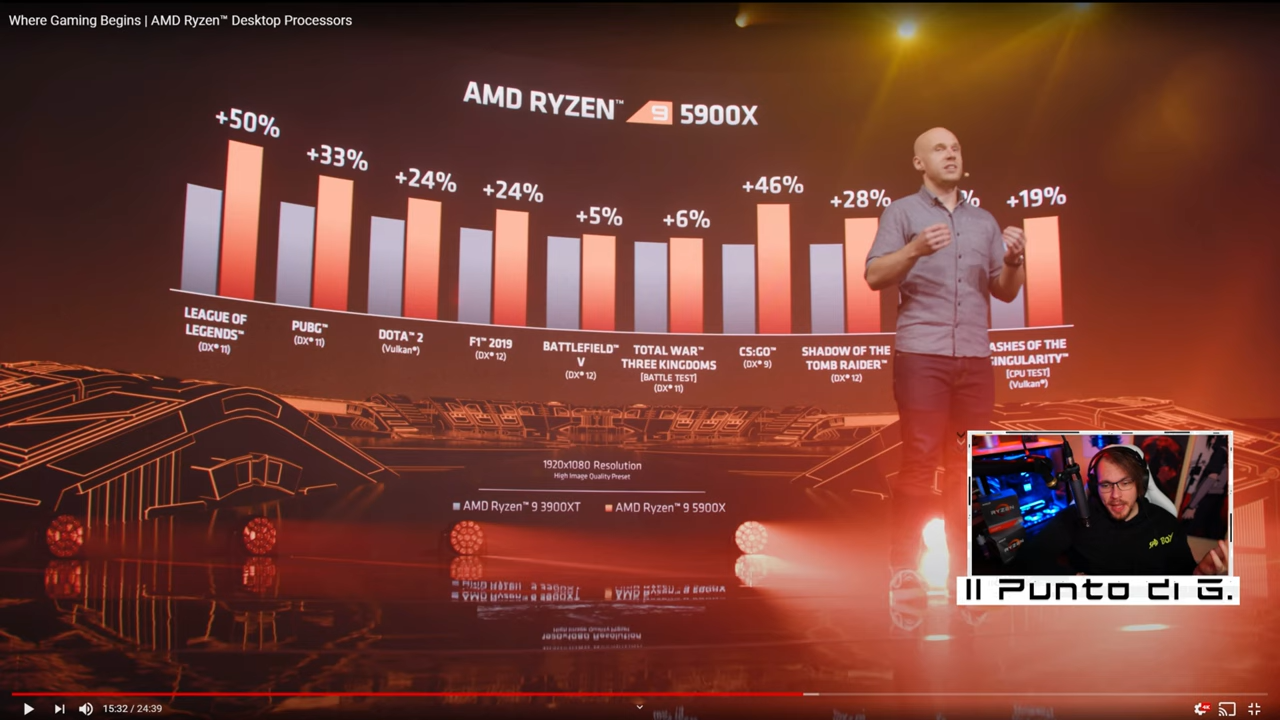 Where Gaming Begins | AMD Ryzen™ Desktop Processors
AMD RYZEN™ 9 5900X
+50%
+33%
+24%
+24%
+5%
+6%
+46%
+28%
%
+19%
LEAGUE OF
LEGENDS™
(DX® 11)
PUBG™
(DX® 11)
DOTA™ 2
(Vulkan®)
F1™ 2019
(DX® 12)
BATTLEFIELD™
V
(DX® 12)
TOTAL WAR™
THREE KINGDOMS
[BATTLE TEST]
(DX® 11)
CS:GO™
(DX® 9)
SHADOW OF THE
TOMB RAIDER™
(DX® 12)
ASHES OF THE
SINGULARITY™
[CPU TEST]
(Vulkan®)
1920x1080 Resolution
High Image Quality Preset
AMD Ryzen™ 9 3900XT
AMD Ryzen™ 9 5900X
RYZEN
Il Punto di G.
15:32 / 24:39